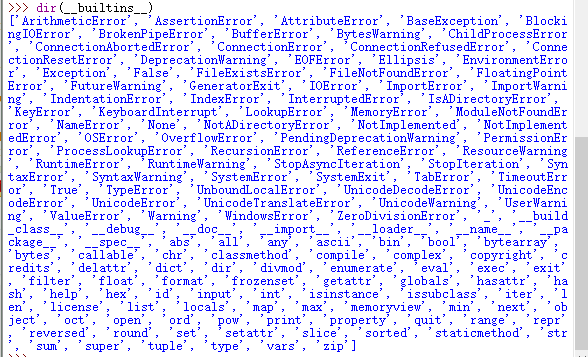 >>> dir(__builtins__)
['ArithmeticError', 'AssertionError', 'AttributeError', 'BaseException', 'Blocki
ngIOError', 'BrokenPipeError', 'BufferError', 'BytesWarning', 'ChildProcessError
', 'ConnectionAbortedError', 'ConnectionError', 'ConnectionRefusedError', 'Conne
ctionResetError', 'DeprecationWarning', 'EOFError', 'Ellipsis', 'EnvironmentErro
r', 'Exception', 'False', 'FileExistsError', 'FileNotFoundError', 'FloatingPoint
Error', 'FutureWarning', 'GeneratorExit', 'IOError', 'ImportError', 'ImportWarni
ng', 'IndentationError', 'IndexError', 'InterruptedError', 'IsADirectoryError',
'KeyError', 'KeyboardInterrupt', 'LookupError', 'MemoryError', 'ModuleNotFoundEr
ror', 'NameError', 'None', 'NotADirectoryError', 'NotImplemented', 'NotImplement
edError', 'OSError', 'OverflowError', 'PendingDeprecationWarning', 'PermissionEr
ror', 'ProcessLookupError', 'RecursionError', 'ReferenceError', 'ResourceWarning
', 'RuntimeError', 'RuntimeWarning', 'StopAsyncIteration', 'StopIteration', 'Syn
taxError', 'SyntaxWarning', 'SystemError', 'SystemExit', 'TabError', 'TimeoutErr
or', 'True', 'TypeError', 'UnboundLocalError', 'UnicodeDecodeError', 'UnicodeEnc
odeError', 'UnicodeError', 'UnicodeTranslateError', 'UnicodeWarning', 'UserWarni
ng', 'ValueError', 'Warning', 'WindowsError', 'ZeroDivisionError', '_', '__build
_class__', '__debug__', '__doc__', '__import__', '__loader__', '__name__', '__pa
ckage__', '__spec__', 'abs', 'all', 'any', 'ascii', 'bin', 'bool', 'bytearray',
'bytes', 'callable', 'chr', 'classmethod', 'compile', 'complex', 'copyright', 'c
redits', 'delattr', 'dict', 'dir', 'divmod', 'enumerate', 'eval', 'exec', 'exit'
, 'filter', 'float', 'format', 'frozenset', 'getattr', 'globals', 'hasattr', 'ha
sh', 'help', 'hex', 'id', 'input', 'int', 'isinstance', 'issubclass', 'iter', 'l
en', 'license', 'list', 'locals', 'map', 'max', 'memoryview', 'min', 'next', 'ob
ject', 'oct', 'open', 'ord', 'pow', 'print', 'property', 'quit', 'range', 'repr'
, 'reversed', 'round', 'set', 'setattr', 'slice', 'sorted', 'staticmethod', 'str
', 'sum', 'super', 'tuple', 'type', 'vars', 'zip']